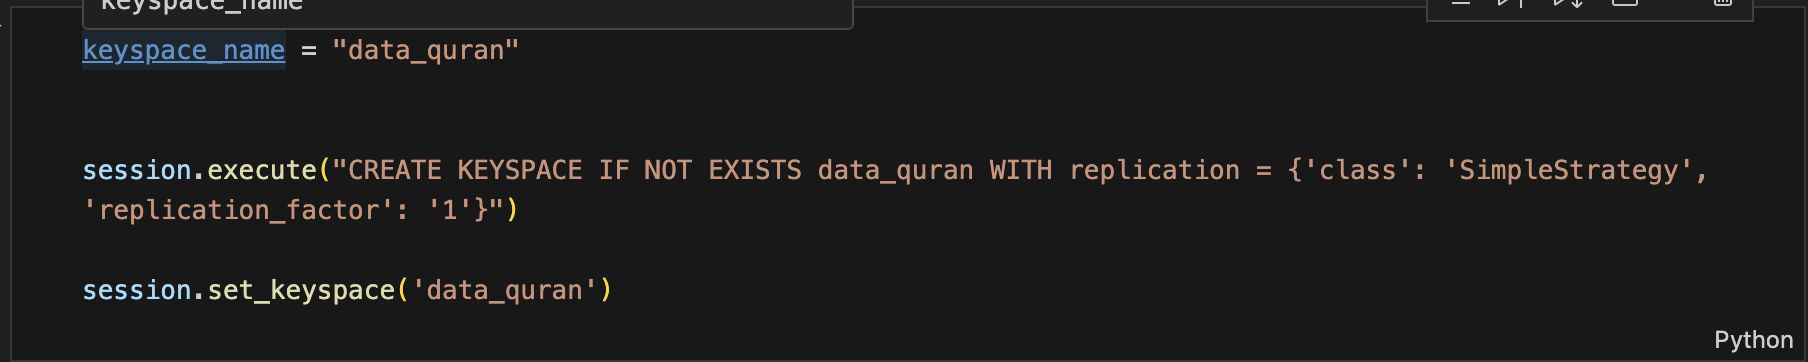 keyspace_name
keyspace_name = "data_quran"
session.execute("CREATE KEYSPACE IF NOT EXISTS data_quran WITH replication = {'class': 'SimpleStrategy',
'replication_factor': '1'}")
session.set_keyspace('data_quran')
Python